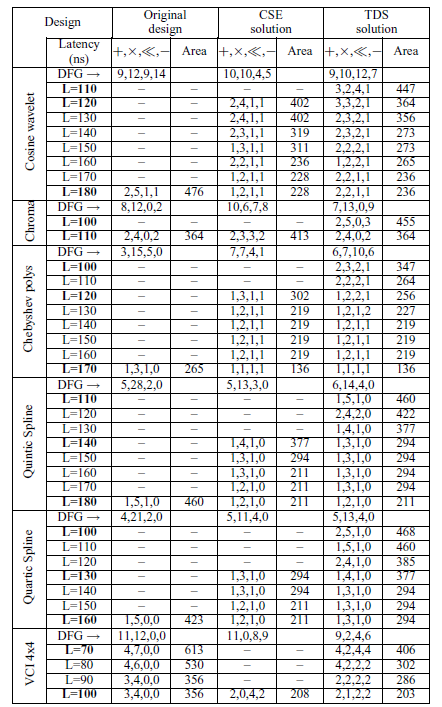 Design Original design CSE solution TDS solution
Latency (ns) +,×,≪,− Area +,×,≪,− Area +,×,≪,− Area
Cosine wavelet
DFG → 9,12,9,14 10,10,4,5 9,10,12,7
L=110 – – – – 3,2,4,1 447
L=120 – – 2,4,1,1 402 3,3,2,1 364
L=130 – – 2,4,1,1 402 2,3,2,1 356
L=140 – – 2,3,1,1 319 2,3,2,1 273
L=150 – – 1,3,1,1 311 2,2,2,1 273
L=160 – – 2,2,1,1 236 1,2,2,1 265
L=170 – – 1,2,1,1 228 2,2,1,1 236
L=180 2,5,1,1 476 1,2,1,1 228 2,2,1,1 236
Chroma
DFG → 8,12,0,2 10,6,7,8 7,13,0,9
L=100 – – – – 2,5,0,3 455
L=110 2,4,0,2 364 2,3,3,2 413 2,4,0,2 364
Chebyshev polys
DFG → 3,15,5,0 7,7,4,1 6,7,10,6
L=100 – – – – 2,3,2,1 347
L=110 – – – – 2,2,2,1 264
L=120 – – 1,3,1,1 302 1,2,2,1 256
L=130 – – 1,2,1,1 219 1,2,1,2 227
L=140 – – 1,2,1,1 219 1,2,1,1 219
L=150 – – 1,2,1,1 219 1,2,1,1 219
L=160 – – 1,2,1,1 219 1,2,1,1 219
L=170 1,3,1,0 265 1,1,1,1 136 1,1,1,1 136
Quintic Spline
DFG → 5,28,2,0 5,13,3,0 6,14,4,0
L=110 – – – – 1,5,1,0 460
L=120 – – – – 2,4,2,0 422
L=130 – – – – 1,4,1,0 377
L=140 – – 1,4,1,0 377 1,3,1,0 294
L=150 – – 1,3,1,0 294 1,3,1,0 294
L=160 – – 1,3,1,0 211 1,3,1,0 294
L=170 – – 1,2,1,0 211 1,3,1,0 294
L=180 1,5,1,0 460 1,2,1,0 211 1,2,1,0 211
Quartic Spline
DFG → 4,21,2,0 5,11,4,0 5,13,4,0
L=100 – – – – 2,5,1,0 468
L=110 – – – – 1,5,1,0 460
L=120 – – – – 2,4,1,0 385
L=130 – – 1,3,1,0 294 1,4,1,0 377
L=140 – – 1,3,1,0 294 1,3,1,0 294
L=150 – – 1,2,1,0 211 1,3,1,0 294
L=160 1,5,0,0 423 1,2,1,0 211 1,3,1,0 294
VCI 4x4
DFG → 11,12,0,0 11,0,8,9 9,2,4,6
L=70 4,7,0,0 613 – – 4,2,4,4 406
L=80 4,6,0,0 530 – – 4,2,2,2 302
L=90 3,4,0,0 356 – – 2,2,2,2 286
L=100 3,4,0,0 356 2,0,4,2 208 2,1,2,2 203